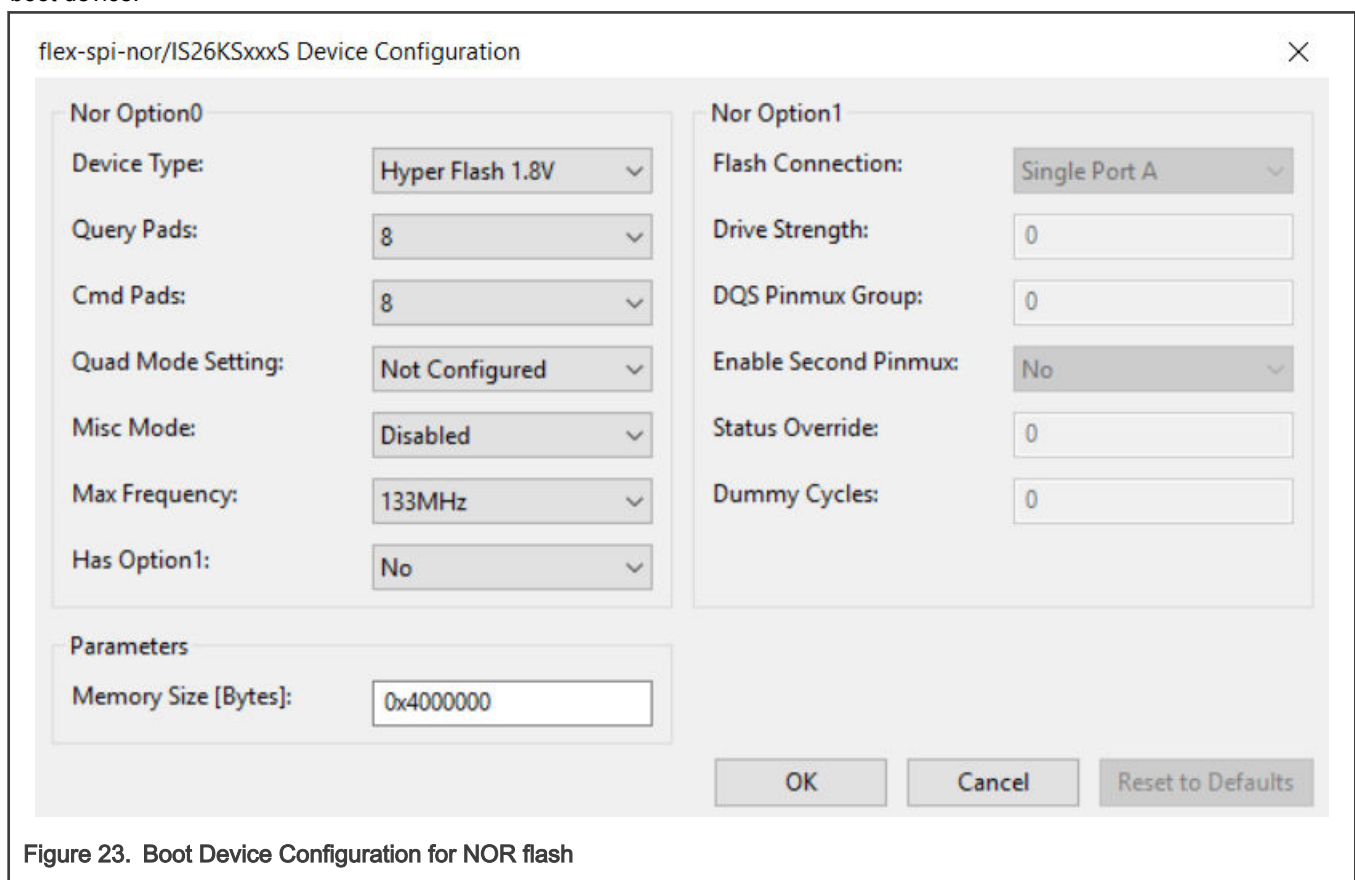 boot device.
flex-spi-nor/IS26KSxxxS Device Configuration
Nor Option0
Device Type: Hyper Flash 1.8V
Query Pads: 8
Cmd Pads: 8
Quad Mode Setting: Not Configured
Misc Mode: Disabled
Max Frequency: 133MHz
Has Option1: No
Nor Option1
Flash Connection: Single Port A
Drive Strength: 0
DQS Pinmux Group: 0
Enable Second Pinmux: No
Status Override: 0
Dummy Cycles: 0
Parameters
Memory Size [Bytes]: 0x4000000
OK Cancel Reset to Defaults
Figure 23. Boot Device Configuration for NOR flash